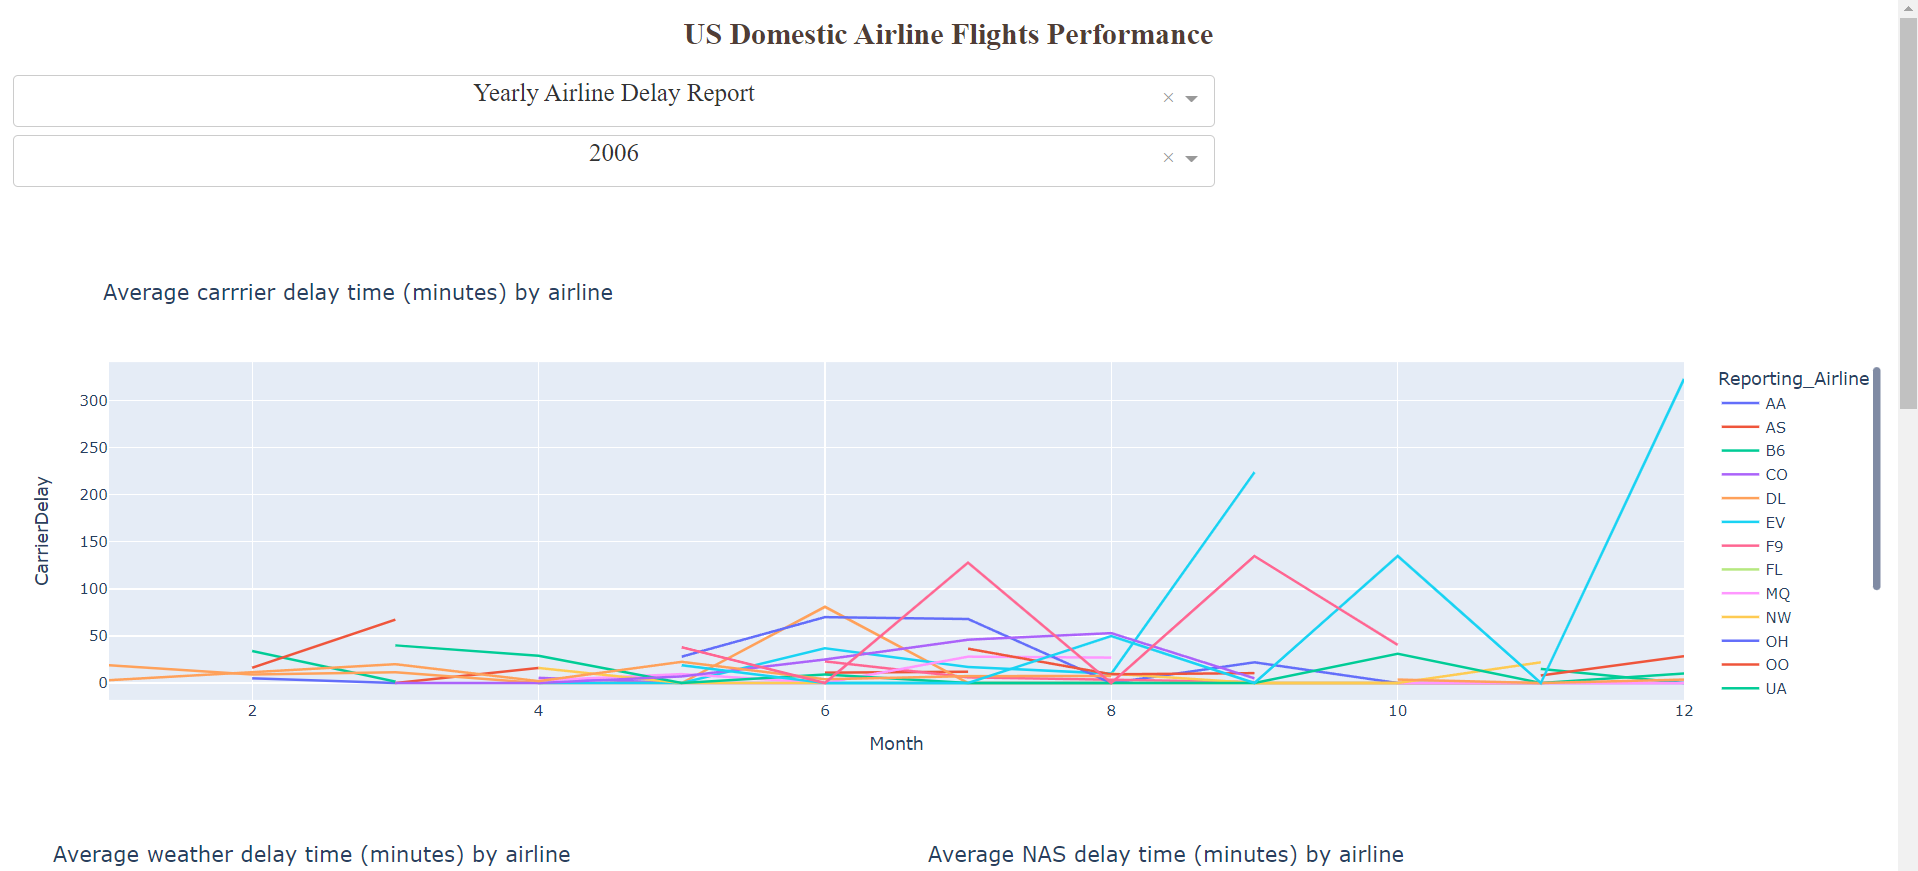 US Domestic Airline Flights Performance
Yearly Airline Delay Report
×
2006
×
Average carrrier delay time (minutes) by airline
300
250
200
150
100
50
0
CarrierDelay
2 4 6 8 10 12
Month
Reporting_Airline
AA
AS
B6
CO
DL
EV
F9
FL
MQ
NW
OH
OO
UA
Average weather delay time (minutes) by airline
Average NAS delay time (minutes) by airline